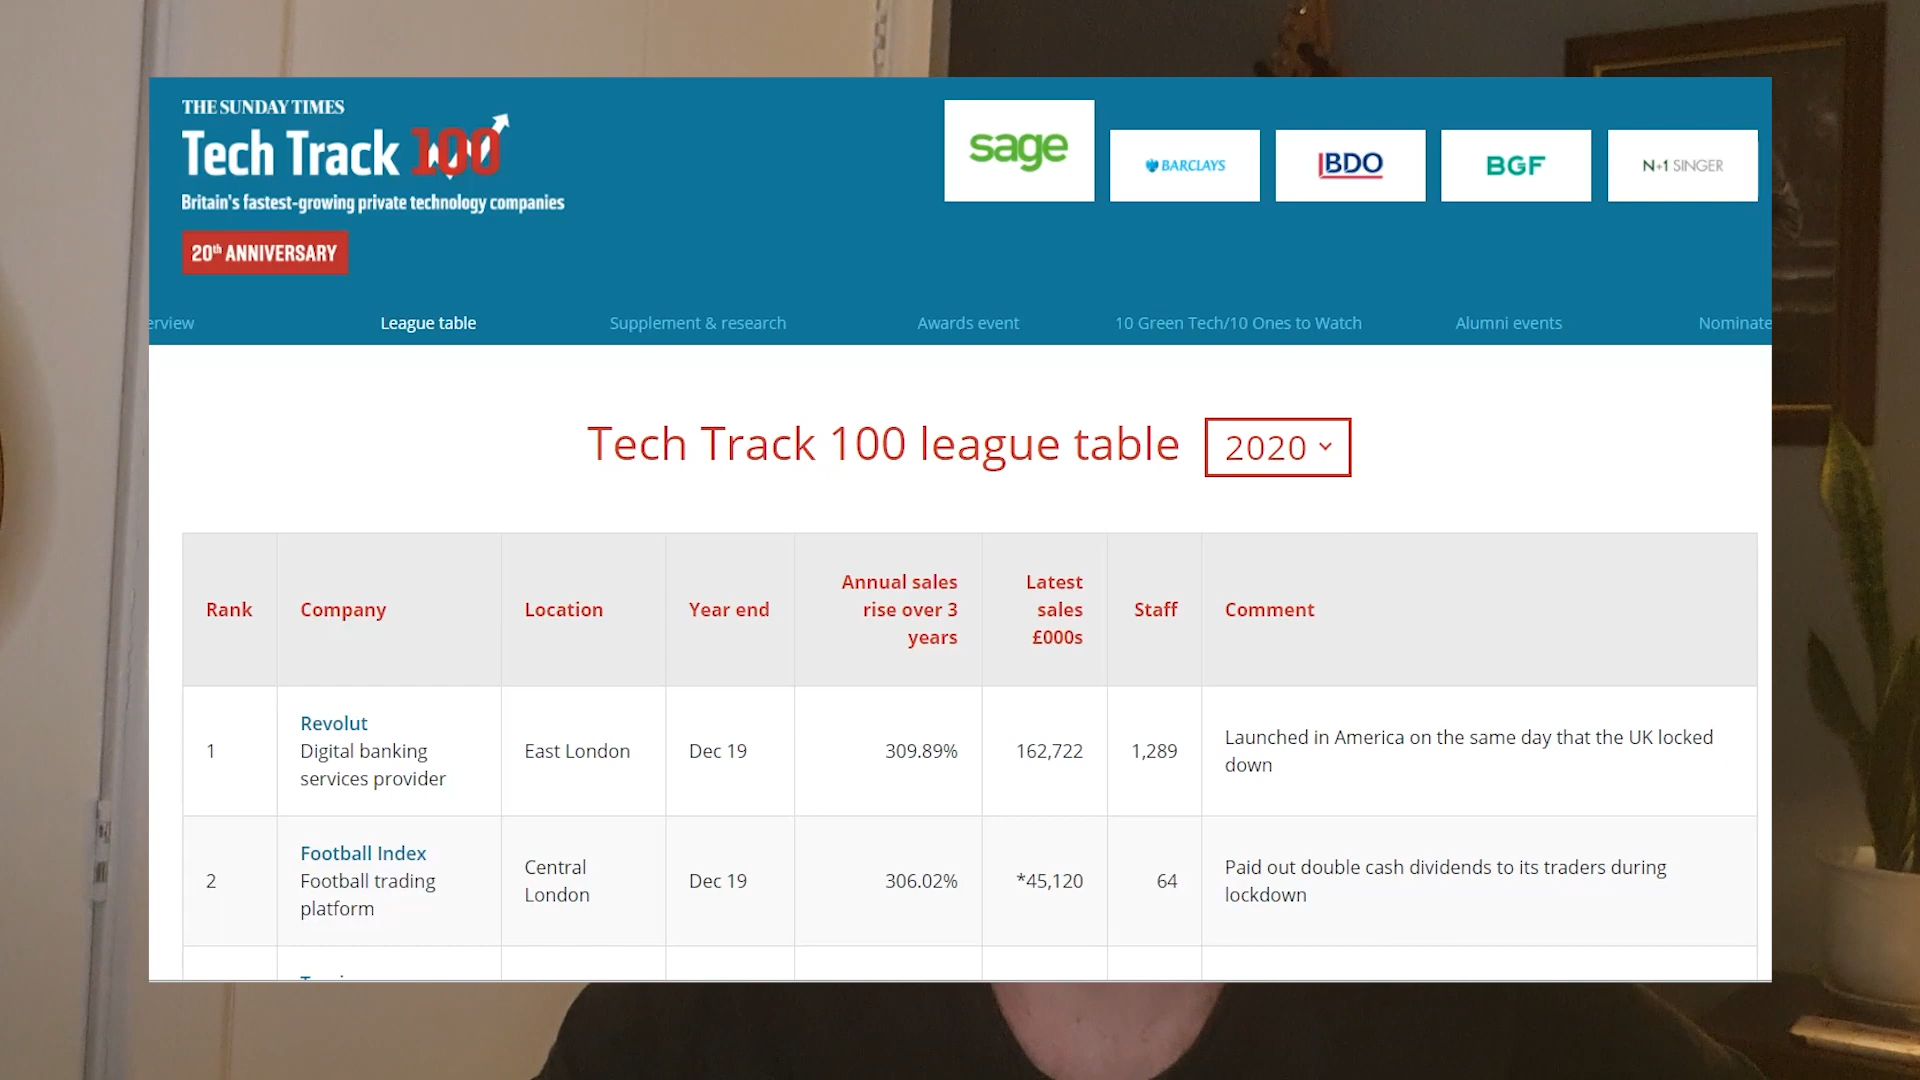 THE SUNDAY TIMES
Tech Track 100
Britain's fastest-growing private technology companies
20th ANNIVERSARY
sage
BARCLAYS
BDO
BGF
N+1 SINGER
erview
League table
Supplement & research
Awards event
10 Green Tech/10 Ones to Watch
Alumni events
Nominate
Tech Track 100 league table
2020
Rank
Company
Location
Year end
Annual sales
rise over 3
years
Latest
sales
£000s
Staff
Comment
1
Revolut
Digital banking
services provider
East London
Dec 19
309.89%
162,722
1,289
Launched in America on the same day that the UK locked
down
2
Football Index
Football trading
platform
Central
London
Dec 19
306.02%
*45,120
64
Paid out double cash dividends to its traders during
lockdown